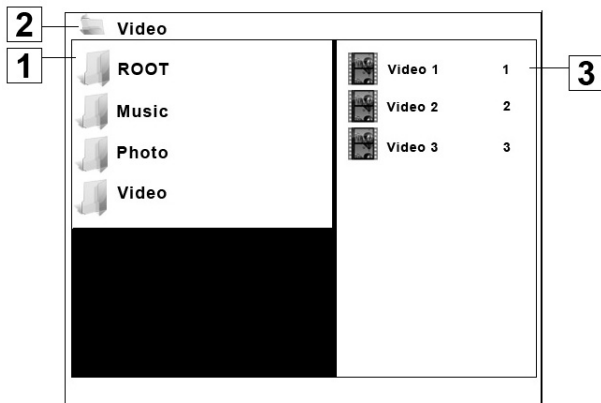 2 Video
1 ROOT
Music
Photo
Video
Video 1 1
Video 2 2
Video 3 3
3